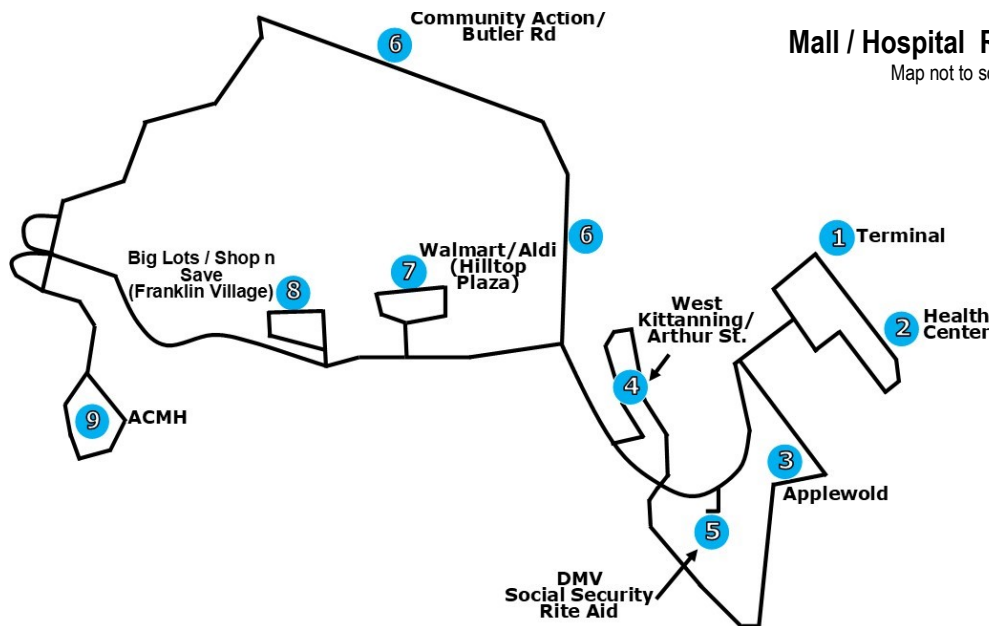 Community Action/
Butler Rd
6
Mall / Hospital
Map not to
6
1
Terminal
Walmart/Aldi
(Hilltop
Plaza)
7
Big Lots / Shop n
Save
(Franklin Village)
8
West
Kittanning/
Arthur St.
2
Health
Center
4
9
ACMH
3
Applewold
5
DMV
Social Security
Rite Aid